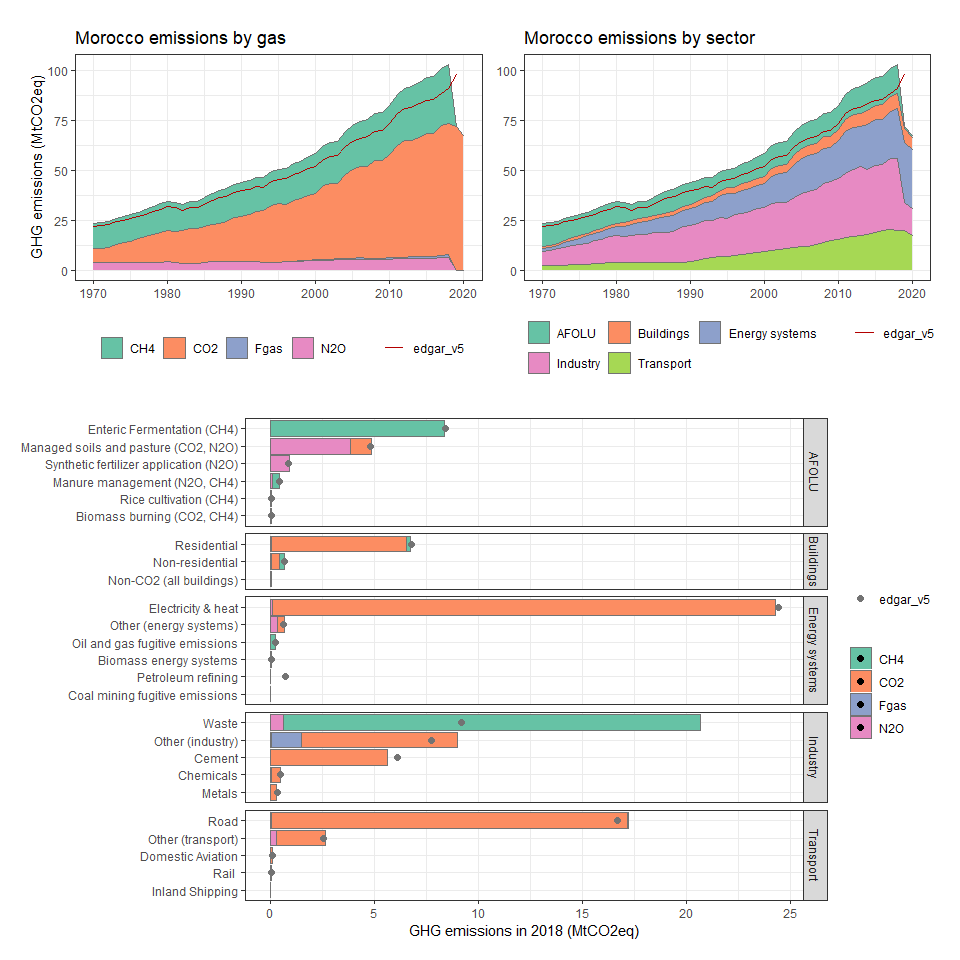 Morocco emissions by gas
GHG emissions (MtCO2eq)
100
75
50
25
0
1970 1980 1990 2000 2010 2020
CH4 CO2 Fgas N2O edgar_v5
Morocco emissions by sector
100
75
50
25
0
1970 1980 1990 2000 2010 2020
AFOLU Buildings Energy systems edgar_v5
Industry Transport
Enteric Fermentation (CH4)
Managed soils and pasture (CO2, N2O)
Synthetic fertilizer application (N2O)
Manure management (N2O, CH4)
Rice cultivation (CH4)
Biomass burning (CO2, CH4)
AFOLU
Residential
Non-residential
Non-CO2 (all buildings)
Buildings
Electricity & heat
Other (energy systems)
Oil and gas fugitive emissions
Biomass energy systems
Petroleum refining
Coal mining fugitive emissions
Energy systems
Waste
Other (industry)
Cement
Chemicals
Metals
Industry
Road
Other (transport)
Domestic Aviation
Rail
Inland Shipping
Transport
0 5 10 15 20 25
GHG emissions in 2018 (MtCO2eq)
edgar_v5
CH4
CO2
Fgas
N2O